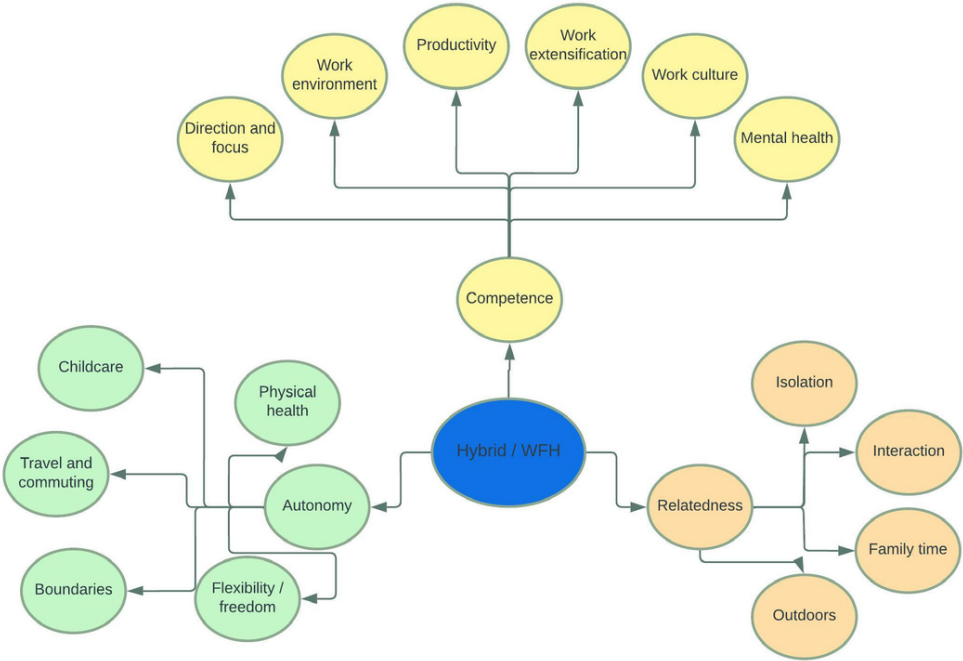 Productivity
Work
extensification
Work
environment
Work culture
Direction and
focus
Mental health
Competence
Childcare
Physical
health
Travel and
commuting
Autonomy
Boundaries
Flexibility /
freedom
Hybrid / WFH
Relatedness
Isolation
Interaction
Family time
Outdoors